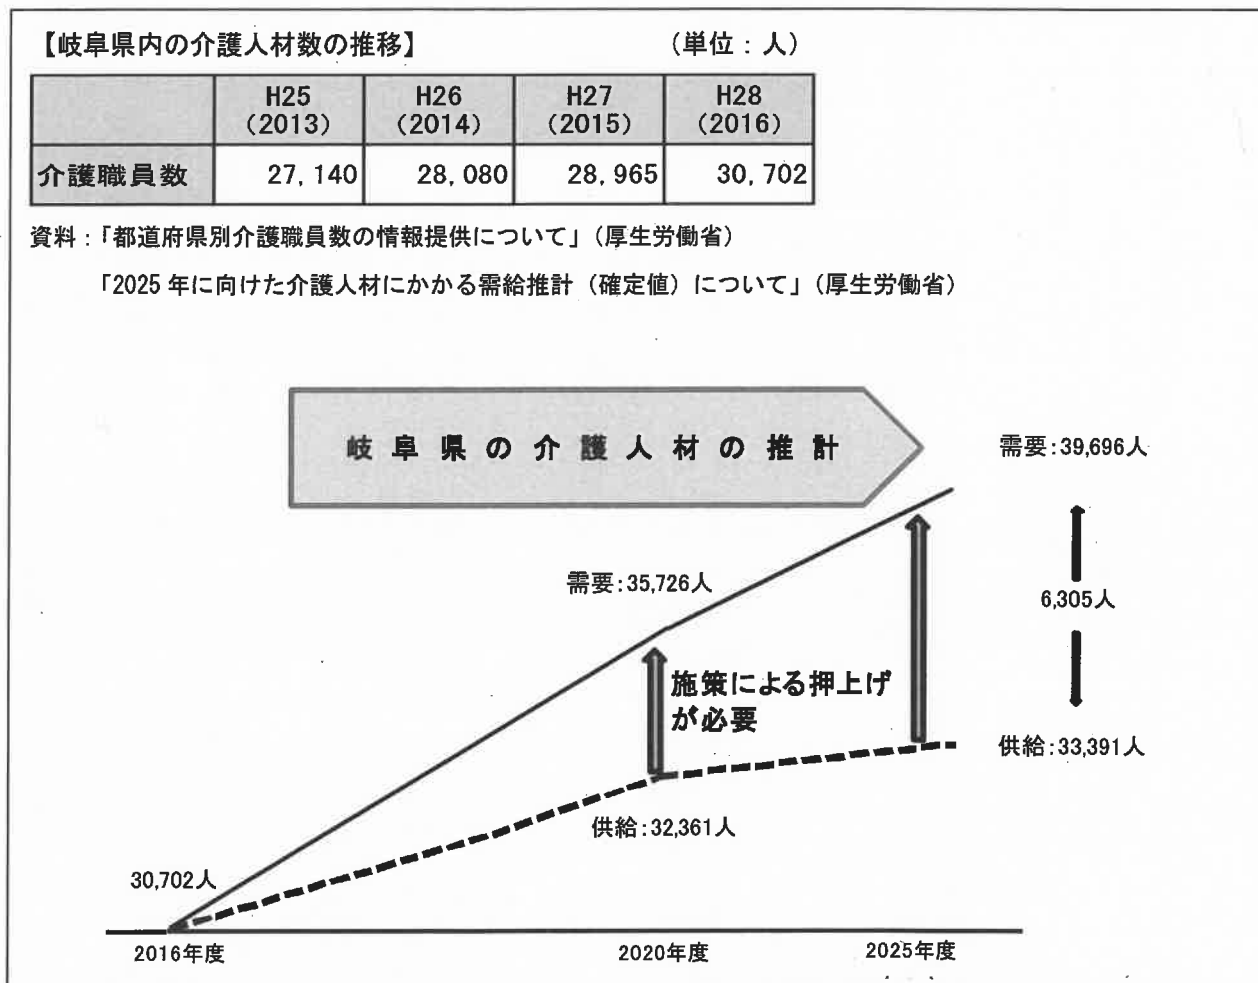 【岐阜県内の介護人材数の推移】 （単位：人）
H25 H26 H27 H28
（2013） （2014） （2015） （2016）
介護職員数 27,140 28,080 28,965 30,702
資料：「都道府県別介護職員数の情報提供について」（厚生労働省）
「2025年に向けた介護人材にかかる需給推計（確定値）について」（厚生労働省）
岐阜県の介護人材の推計
需要：39,696人
需要：35,726人
6,305人
施策による押上げ
が必要
供給：33,391人
供給：32,361人
30,702人
2016年度 2020年度 2025年度